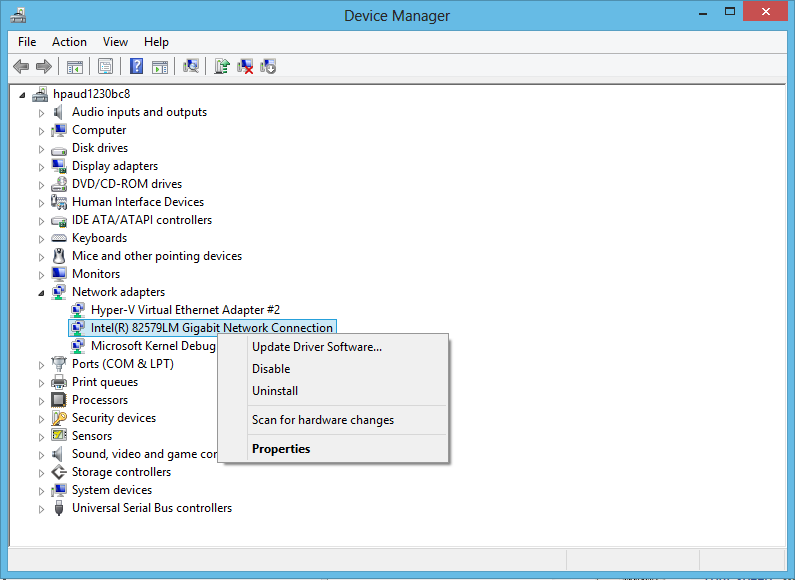 Device Manager
File Action View Help
hpaud1230bc8
Audio inputs and outputs
Computer
Disk drives
Display adapters
DVD/CD-ROM drives
Human Interface Devices
IDE ATA/ATAPI controllers
Keyboards
Mice and other pointing devices
Monitors
Network adapters
Hyper-V Virtual Ethernet Adapter #2
Intel(R) 82579LM Gigabit Network Connection
Microsoft Kernel Debug
Ports (COM & LPT)
Print queues
Processors
Security devices
Sensors
Sound, video and game con
Storage controllers
System devices
Universal Serial Bus controllers
Update Driver Software...
Disable
Uninstall
Scan for hardware changes
Properties